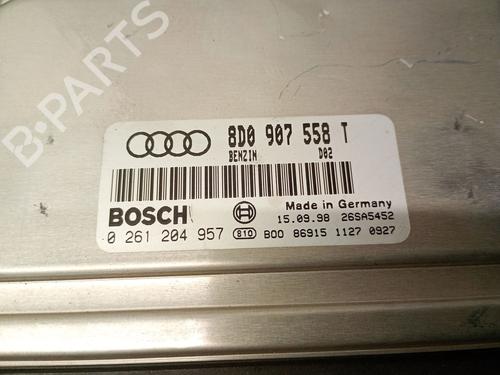 B-PARTS
8D0 907 558 T
BENZIN D02
BOSCH
Made in Germany
15.09.98 26SA5452
0 261 204 957 810 B00 86915 1127 0927